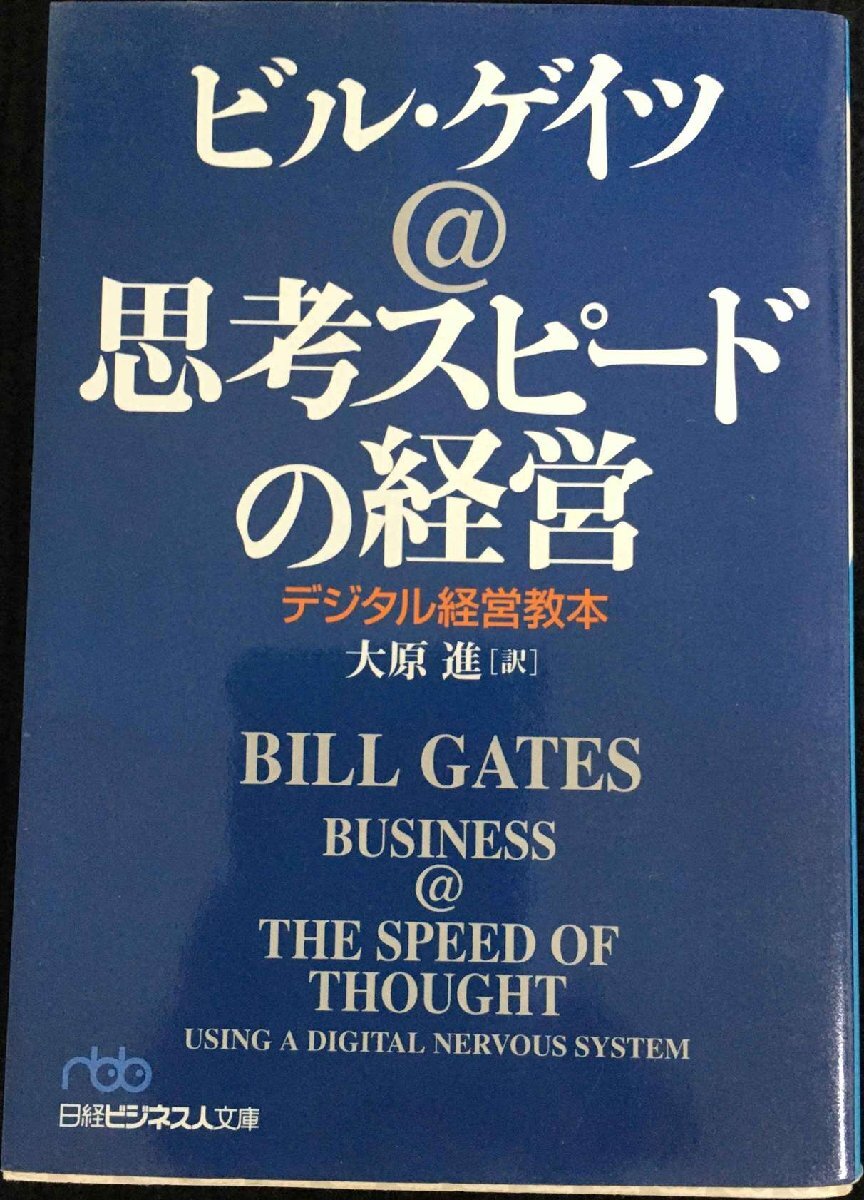 ビル・ゲイツ
@
思考スピード
の経営
デジタル経営教本
大原 進[訳]
BILL GATES
BUSINESS
@
THE SPEED OF
THOUGHT
USING A DIGITAL NERVOUS SYSTEM
nbb
日経ビジネス人文庫